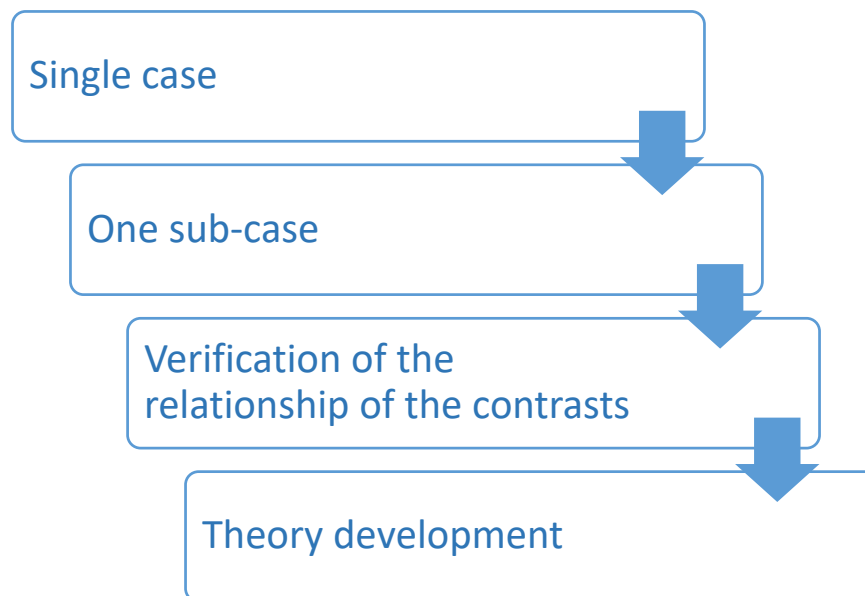 Single case
One sub-case
Verification of the
relationship of the contrasts
Theory development